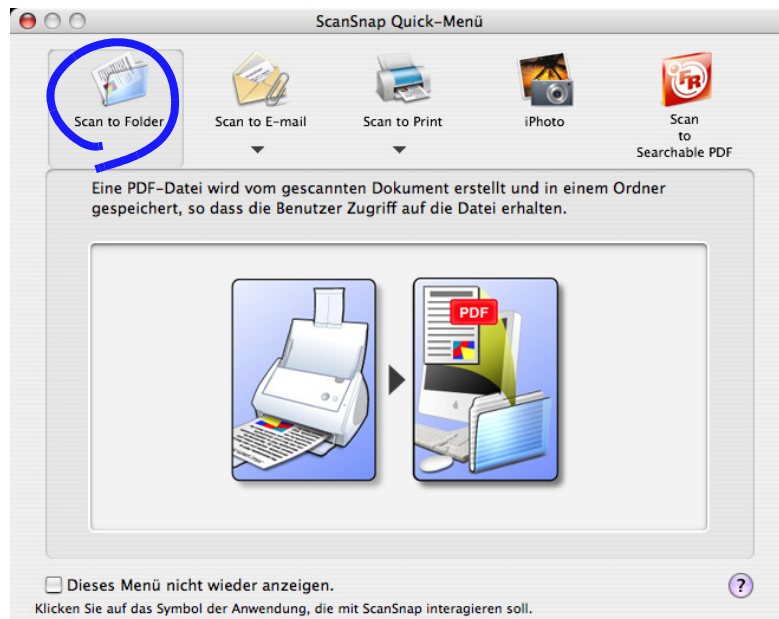 ScanSnap Quick-Menü
Scan to Folder
Scan to E-mail
Scan to Print
iPhoto
Scan
to
Searchable PDF
Eine PDF-Datei wird vom gescannten Dokument erstellt und in einem Ordner
gespeichert, so dass die Benutzer Zugriff auf die Datei erhalten.
PDF
Dieses Menü nicht wieder anzeigen.
?
Klicken Sie auf das Symbol der Anwendung, die mit ScanSnap interagieren soll.